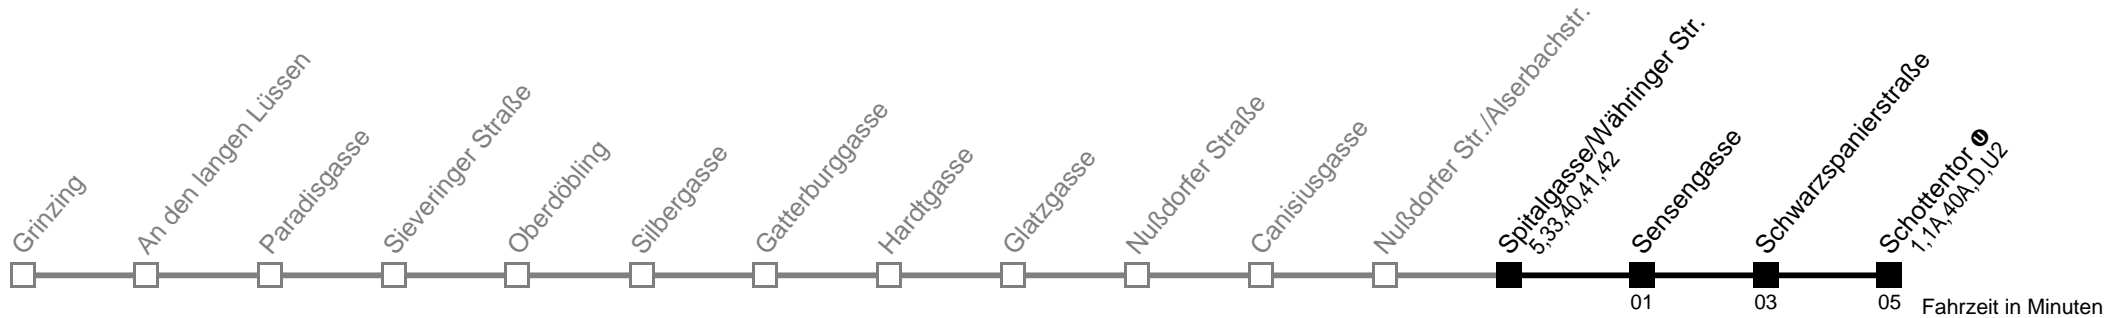 Grinzing
An den langen Lüssen
Paradisgasse
Sieveringer Straße
Oberdöbling
Silbergasse
Gatterburggasse
Hardtgasse
Glatzgasse
Nußdorfer Straße
Canisiusgasse
Nußdorfer Str./Alserbachstr.
Spitalgasse/Währinger Str.
5,33,40,41,42
Sensengasse
Schwarzspanierstraße
Schottentor U
1,1A,40A,D,U2
01
03
05
Fahrzeit in Minuten